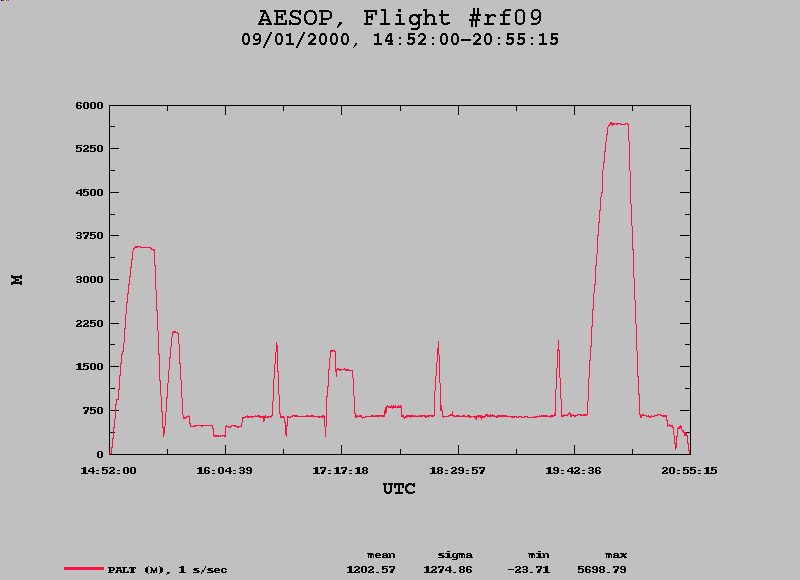 AESOP, Flight #rf09
09/01/2000, 14:52:00-20:55:15
6000
5250
4500
3750
3000
2250
1500
750
0
M
14:52:00 16:04:39 17:17:18 18:29:57 19:42:36 20:55:15
UTC
mean sigma min max
PALT (M), 1 s/sec 1202.57 1274.86 -23.71 5698.79